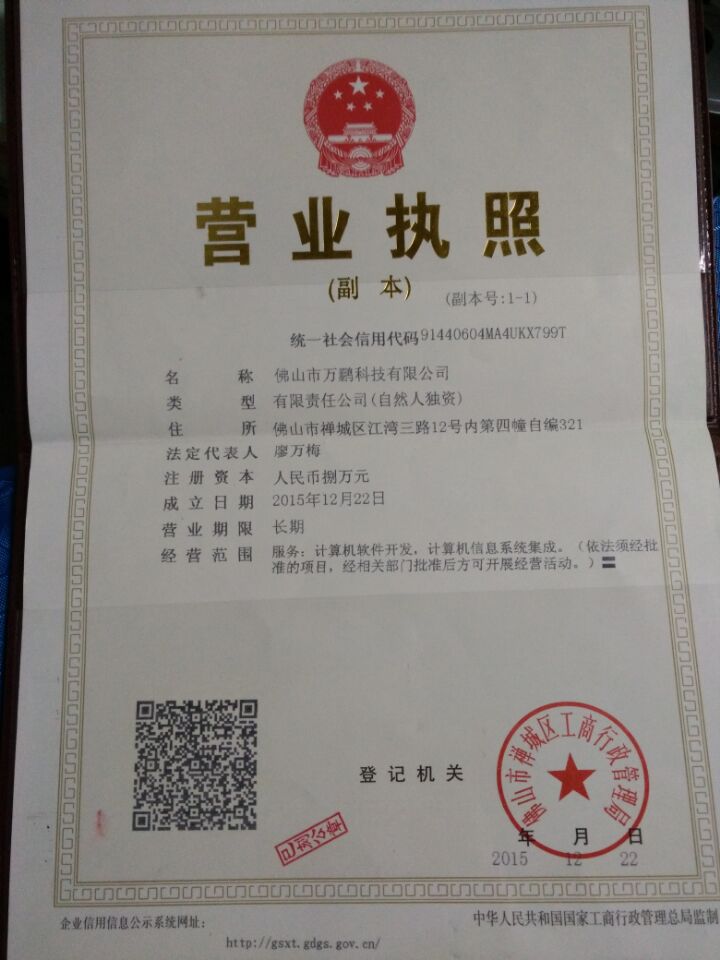 营业执照
(副 本)
(副本号:1-1)
统一社会信用代码91440604MA4UKX799T
名 称 佛山市万鹏科技有限公司
类 型 有限责任公司(自然人独资)
住 所 佛山市禅城区江湾三路12号内第四幢自编321
法定代表人 廖万梅
注册资本 人民币捌万元
成立日期 2015年12月22日
营业期限 长期
经营范围 服务：计算机软件开发，计算机信息系统集成。（依法须经批
准的项目，经相关部门批准后方可开展经营活动。）
登记机关
佛山市禅城区工商行政管理局
年 月 日
2015 12 22
企业信用信息公示系统网址：
http://gsxt.gdgs.gov.cn/
中华人民共和国国家工商行政管理总局监制